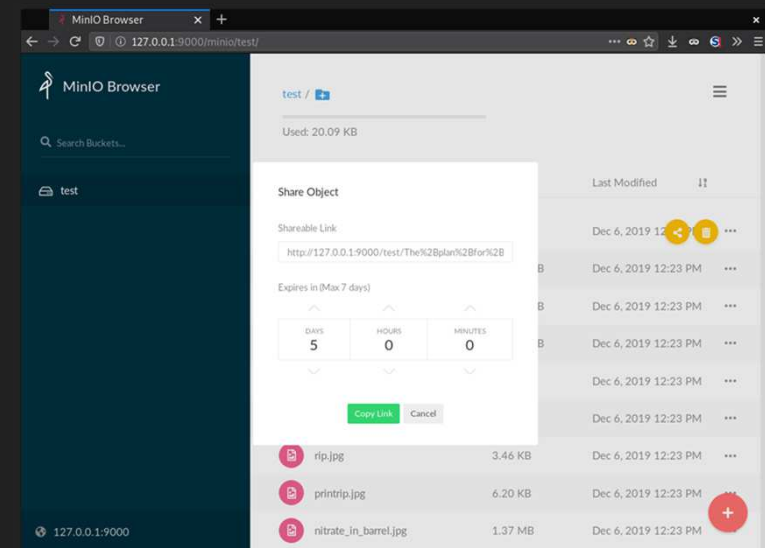 MinIO Browser
127.0.0.1:9000/minio/test/
MinIO Browser
Search Buckets...
test
127.0.0.1:9000
test /
Used: 20.09 KB
Last Modified
Share Object
Shareable Link
http://127.0.0.1:9000/test/The%2Bplan%2Bfor%2B
Expires in (Max 7 days)
DAYS HOURS MINUTES
5 0 0
Copy Link Cancel
Dec 6, 2019 12
B Dec 6, 2019 12:23 PM
B Dec 6, 2019 12:23 PM
B Dec 6, 2019 12:23 PM
Dec 6, 2019 12:23 PM
Dec 6, 2019 12:23 PM
rip.jpg 3.46 KB Dec 6, 2019 12:23 PM
printrip.jpg 6.20 KB Dec 6, 2019 12:23 PM
nitrate_in_barrel.jpg 1.37 MB Dec 6, 2019 12:23 PM